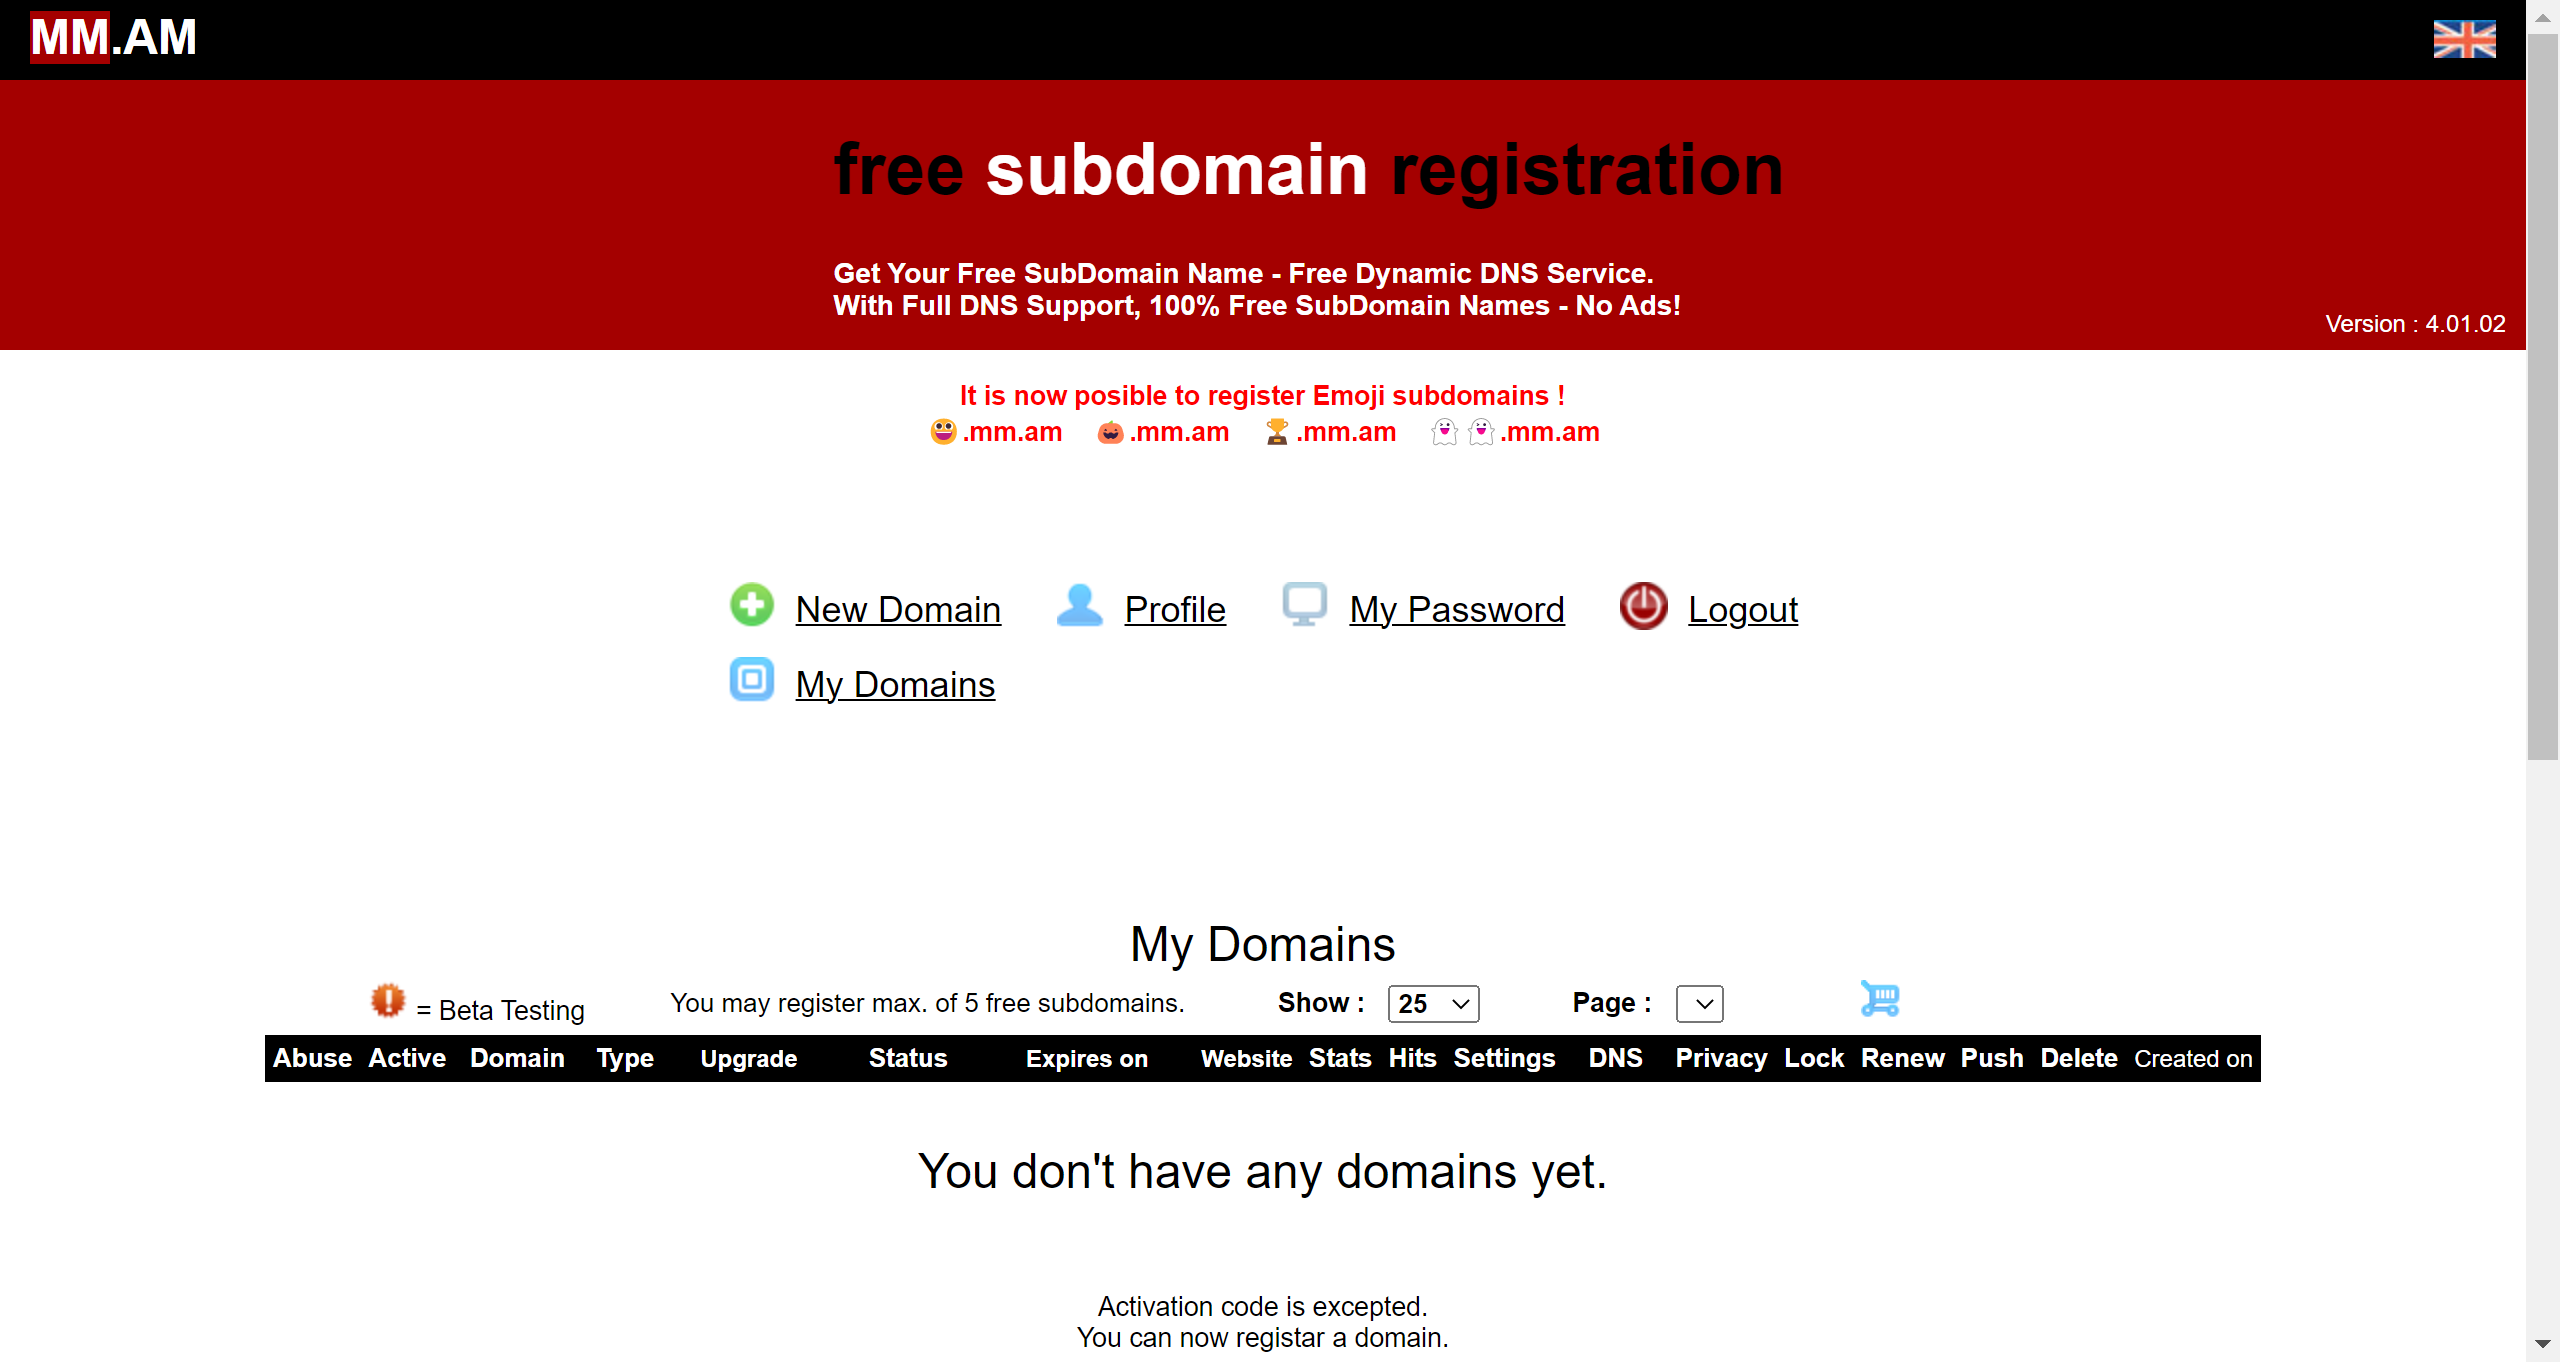 MM.AM
free subdomain registration
Get Your Free SubDomain Name - Free Dynamic DNS Service.
With Full DNS Support, 100% Free SubDomain Names - No Ads!
Version : 4.01.02
It is now posible to register Emoji subdomains !
😀.mm.am 🎃.mm.am 🏆.mm.am 👻👻.mm.am
New Domain Profile My Password Logout
My Domains
My Domains
= Beta Testing You may register max. of 5 free subdomains. Show : 25 Page :
Abuse Active Domain Type Upgrade Status Expires on Website Stats Hits Settings DNS Privacy Lock Renew Push Delete Created on
You don't have any domains yet.
Activation code is excepted.
You can now registar a domain.